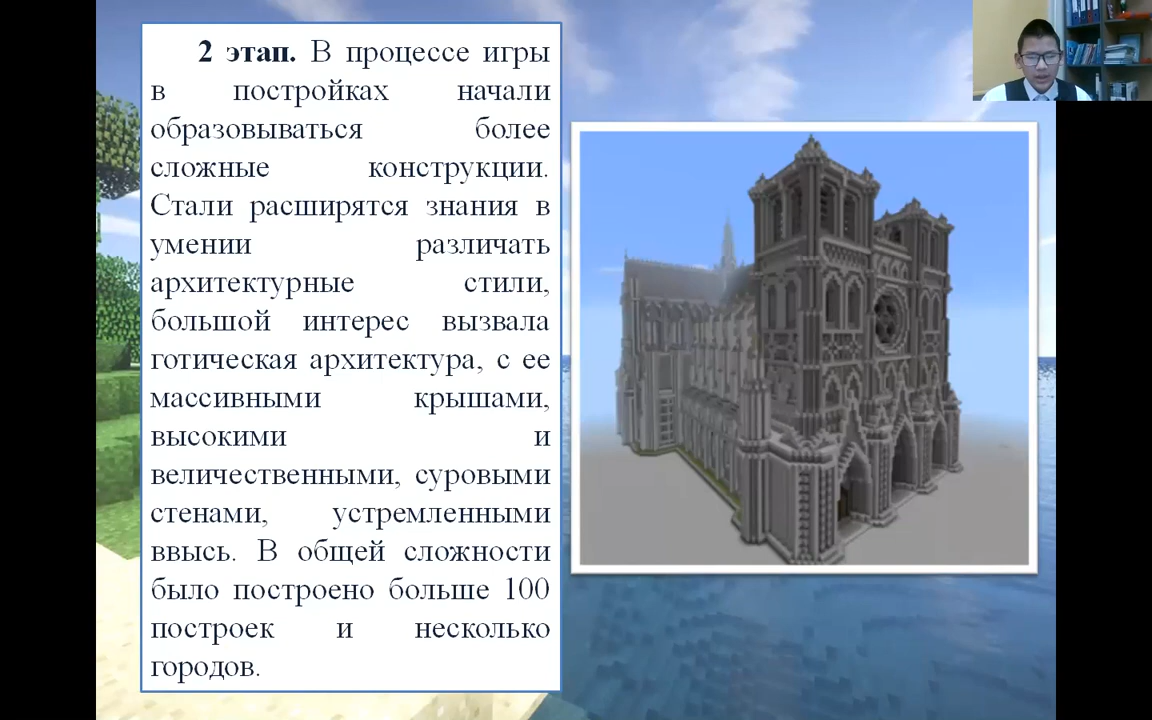 2 этап. В процессе игры
в постройках начали
образовываться более
сложные конструкции.
Стали расширятся знания в
умении различать
архитектурные стили,
большой интерес вызвала
готическая архитектура, с ее
массивными крышами,
высокими и
величественными, суровыми
стенами, устремленными
ввысь. В общей сложности
было построено больше 100
построек и несколько
городов.